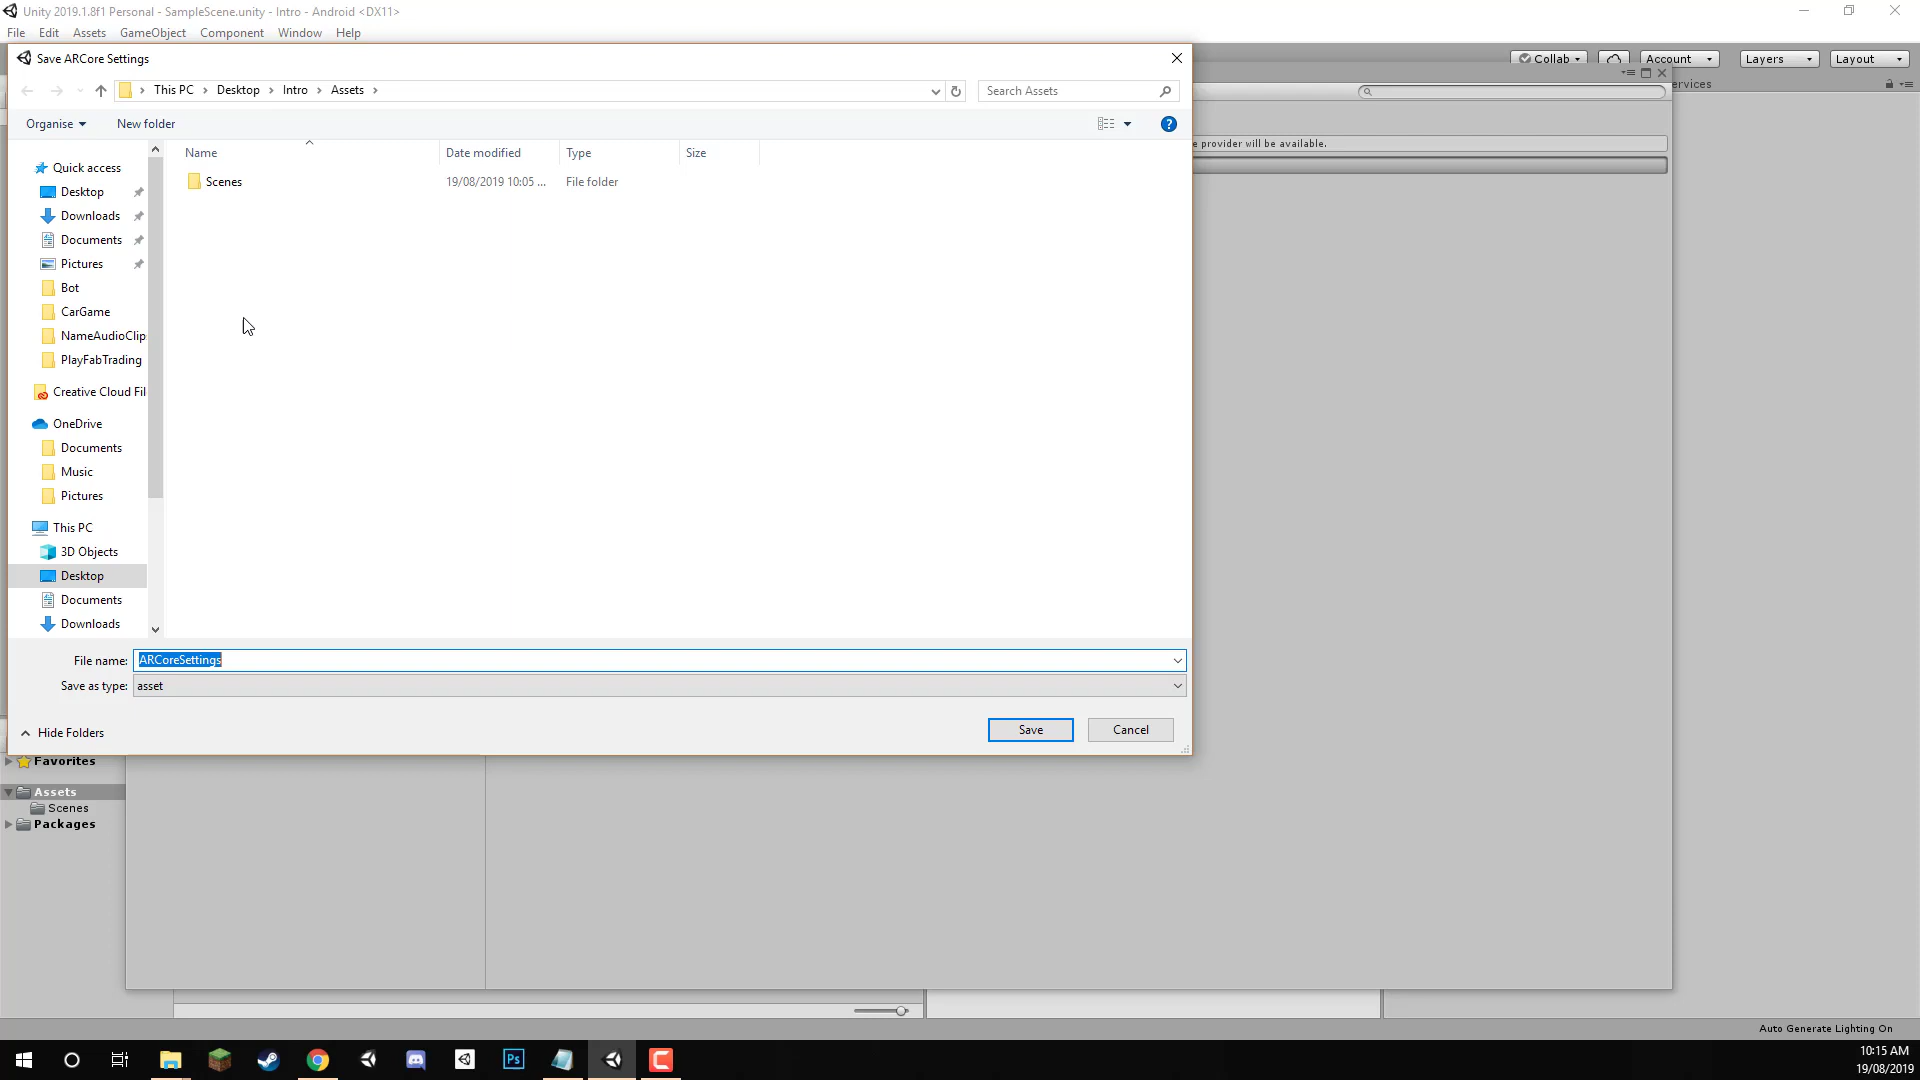 Unity 2019.1.8f1 Personal - SampleScene.unity - Intro - Android <DX11>
File Edit Assets GameObject Component Window Help
Save ARCore Settings
Collab Account Layers Layout
This PC Desktop Intro Assets
Search Assets
ervices
Organise New folder
Name Date modified Type Size
e provider will be available.
Quick access
Scenes 19/08/2019 10:05 ... File folder
Desktop
Downloads
Documents
Pictures
Bot
CarGame
NameAudioClip
PlayFabTrading
Creative Cloud Fil
OneDrive
Documents
Music
Pictures
This PC
3D Objects
Desktop
Documents
Downloads
File name: ARCoreSettings
Save as type: asset
Hide Folders Save Cancel
Favorites
Assets
Scenes
Packages
Auto Generate Lighting On
Ps
10:15 AM
19/08/2019